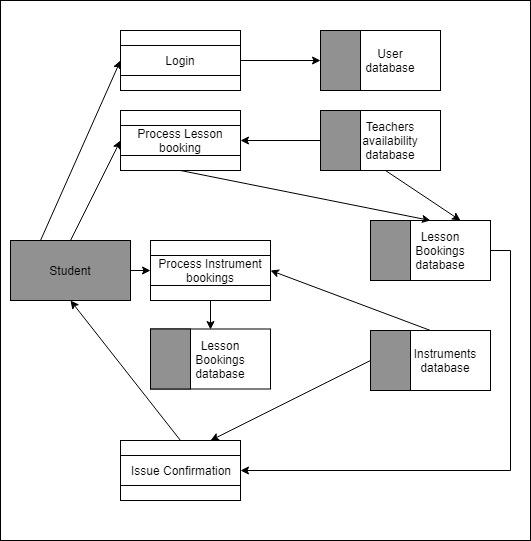 Login
User
database
Process Lesson
booking
Teachers
availability
database
Lesson
Bookings
database
Student
Process Instrument
bookings
Lesson
Bookings
database
Instruments
database
Issue Confirmation